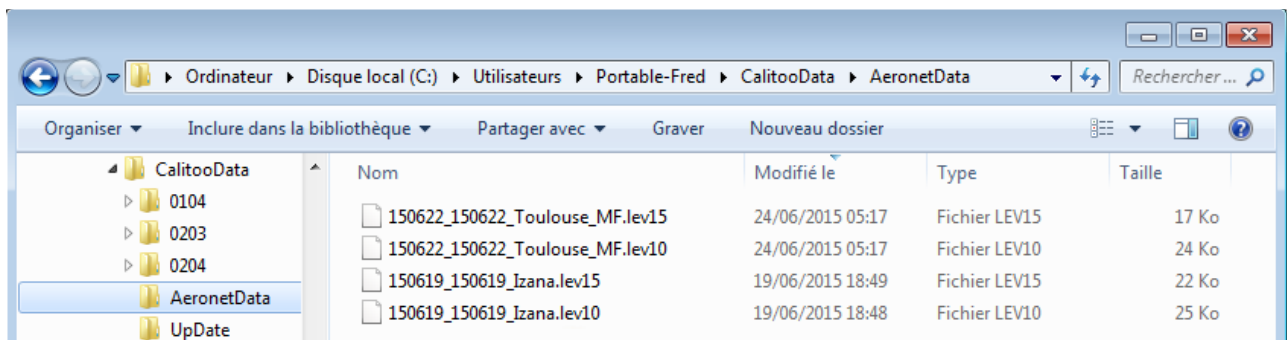 Ordinateur Disque local (C:) Utilisateurs Portable-Fred CalitooData AeronetData Rechercher ...
Organiser Inclure dans la bibliothèque Partager avec Graver Nouveau dossier
CalitooData
0104
0203
0204
AeronetData
UpDate
Nom Modifié le Type Taille
150622_150622_Toulouse_MF.lev15 24/06/2015 05:17 Fichier LEV15 17 Ko
150622_150622_Toulouse_MF.lev10 24/06/2015 05:17 Fichier LEV10 24 Ko
150619_150619_Izana.lev15 19/06/2015 18:49 Fichier LEV15 22 Ko
150619_150619_Izana.lev10 19/06/2015 18:48 Fichier LEV10 25 Ko